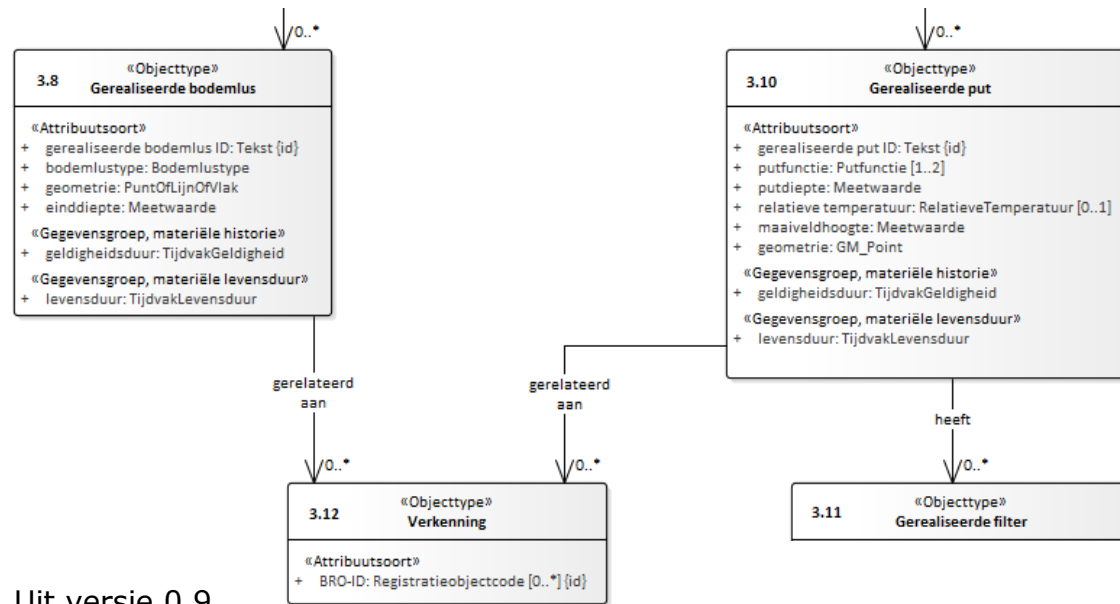 0..*
0..*
3.8
«Objecttype»
Gerealiseerde bodemlus
«Attribuutsoort»
+ gerealiseerde bodemlus ID: Tekst {id}
+ bodemlustype: Bodemlustype
+ geometrie: PuntOfLijnOfVlak
+ einddiepte: Meetwaarde
«Gegevensgroep, materiële historie»
+ geldigheidsduur: TijdvakGeldigheid
«Gegevensgroep, materiële levensduur»
+ levensduur: TijdvakLevensduur
3.10
«Objecttype»
Gerealiseerde put
«Attribuutsoort»
+ gerealiseerde put ID: Tekst {id}
+ putfunctie: Putfunctie [1..2]
+ putdiepte: Meetwaarde
+ relatieve temperatuur: RelatieveTemperatuur [0..1]
+ maaiveldhoogte: Meetwaarde
+ geometrie: GM_Point
«Gegevensgroep, materiële historie»
+ geldigheidsduur: TijdvakGeldigheid
«Gegevensgroep, materiële levensduur»
+ levensduur: TijdvakLevensduur
gerelateerd
aan
gerelateerd
aan
heeft
0..*
0..*
0..*
3.12
«Objecttype»
Verkenning
«Attribuutsoort»
+ BRO-ID: Registratieobjectcode [0..*] {id}
3.11
«Objecttype»
Gerealiseerde filter
Uit versie 0.9